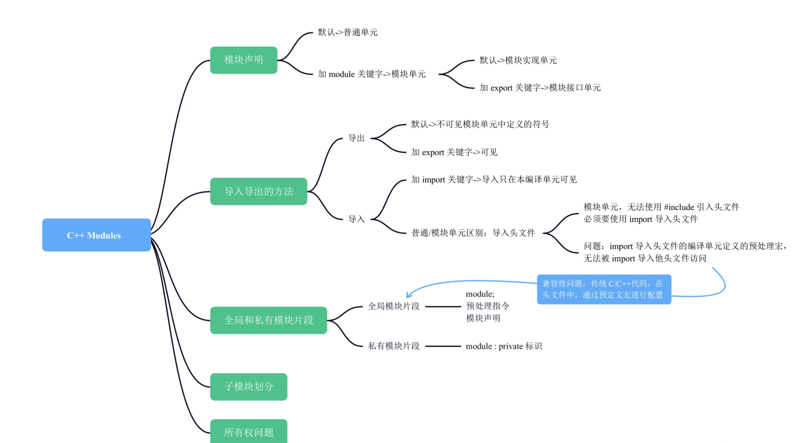 默认->普通单元
模块声明
加 module 关键字->模块单元
默认->模块实现单元
加 export 关键字->模块接口单元
导出
默认->不可见模块单元中定义的符号
加 export 关键字->可见
导入导出的方法
导入
加 import 关键字->导入只在本编译单元可见
普通/模块单元区别：导入头文件
模块单元，无法使用 #include 引入头文件
必须要使用 import 导入头文件
问题：import 导入头文件的编译单元定义的预处理宏，
无法被 import 导入他头文件访问
C++ Modules
兼容性问题：传统 C/C++代码，在
头文件中，通过预定义宏进行配置
全局和私有模块片段
全局模块片段
module;
预处理指令
模块声明
私有模块片段
module : private 标识
子模块划分
所有权问题